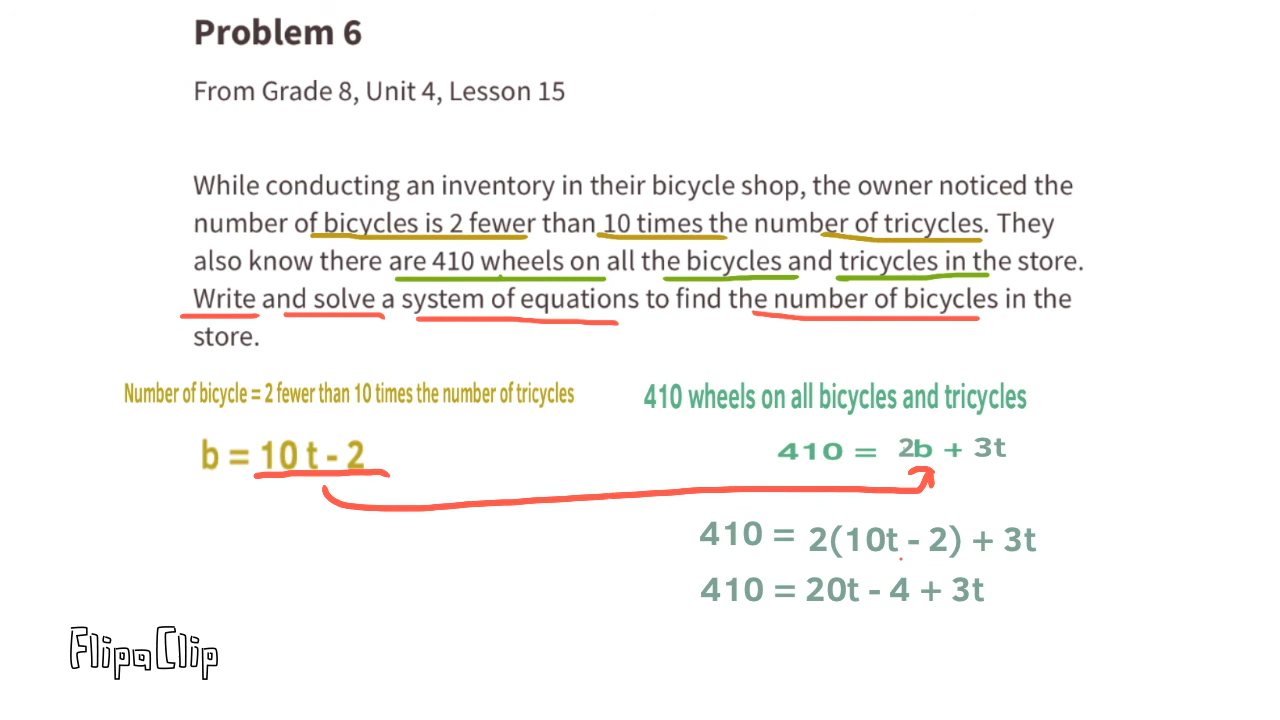 Problem 6
From Grade 8, Unit 4, Lesson 15
While conducting an inventory in their bicycle shop, the owner noticed the
number of bicycles is 2 fewer than 10 times the number of tricycles. They
also know there are 410 wheels on all the bicycles and tricycles in the store.
Write and solve a system of equations to find the number of bicycles in the
store.
Number of bicycle = 2 fewer than 10 times the number of tricycles
b = 10 t - 2
410 wheels on all bicycles and tricycles
410 = 2b + 3t
410 = 2(10t - 2) + 3t
410 = 20t - 4 + 3t
FlipaClip